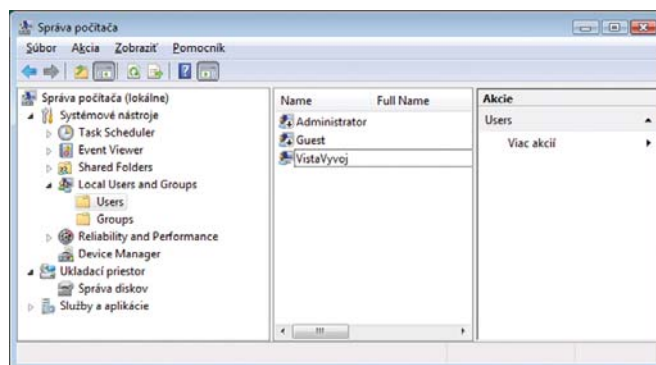 Správa počítača
Súbor Akcia Zobraziť Pomocník
Správa počítača (lokálne)
Systémové nástroje
Task Scheduler
Event Viewer
Shared Folders
Local Users and Groups
Users
Groups
Reliability and Performance
Device Manager
Ukladací priestor
Správa diskov
Služby a aplikácie
Name Full Name
Administrator
Guest
VistaVyvoj
Akcie
Users
Viac akcií